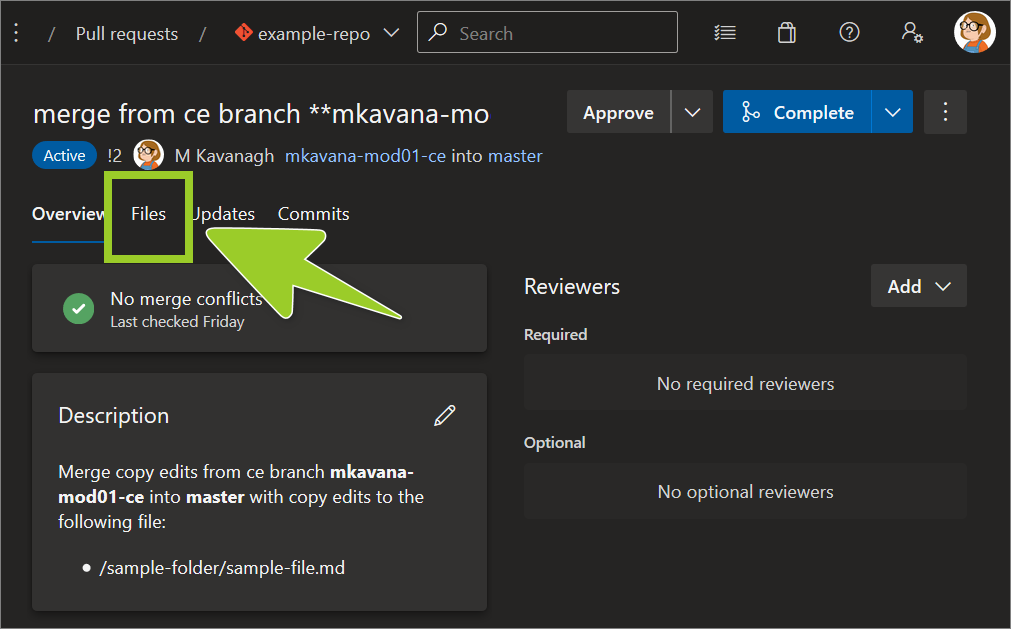 / Pull requests / example-repo Search
merge from ce branch **mkavana-mo
Approve Complete
Active !2 M Kavanagh mkavana-mod01-ce into master
Overview Files Updates Commits
No merge conflicts
Last checked Friday
Reviewers
Add
Required
No required reviewers
Optional
No optional reviewers
Description
Merge copy edits from ce branch mkavana-
mod01-ce into master with copy edits to the
following file:
• /sample-folder/sample-file.md